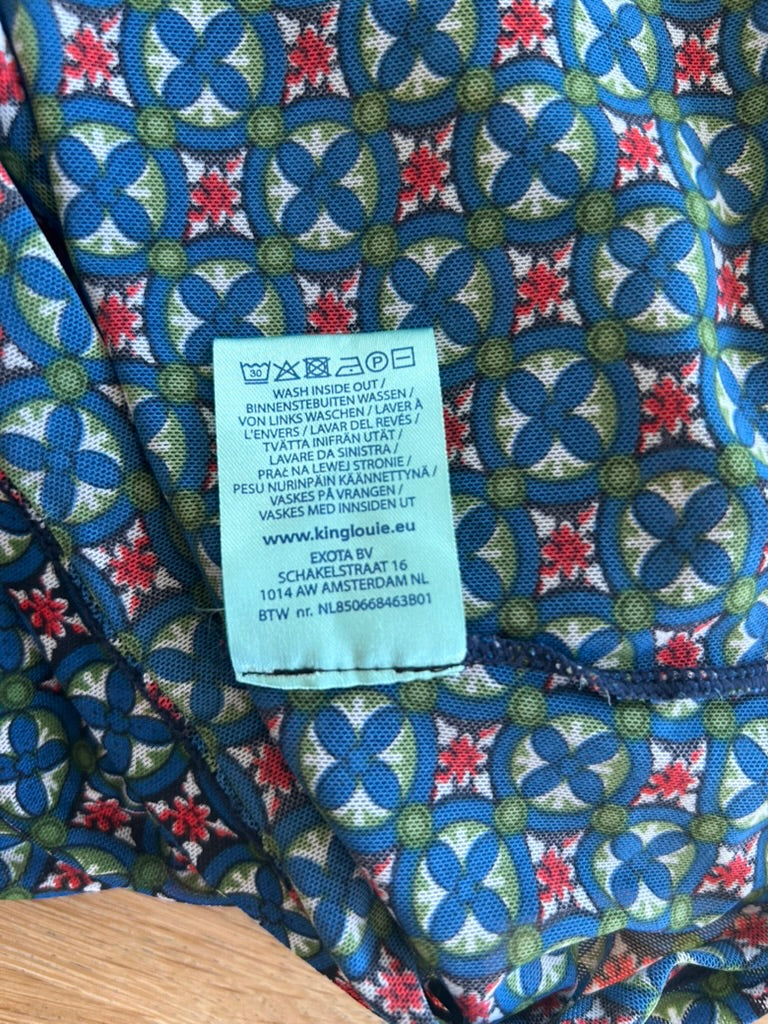 30
P
WASH INSIDE OUT /
BINNENSTEBUITEN WASSEN /
VON LINKS WASCHEN / LAVER À
L'ENVERS / LAVAR DEL REVÉS /
TVÄTTA INIFRÄN UTÄT /
LAVARE DA SINISTRA /
PRAĆ NA LEWEJ STRONIE /
PESU NURINPÄIN KÄÄNNETTYNÄ /
VASKES PÅ VRANGEN /
VASKES MED INNSIDEN UT
www.kinglouie.eu
EXOTA BV
SCHAKELSTRAAT 16
1014 AW AMSTERDAM NL
BTW nr. NL850668463B01